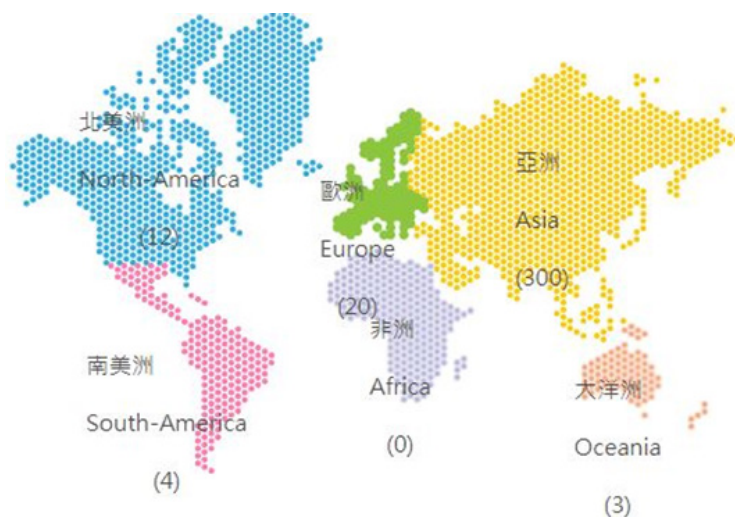 北美洲
North-America
(12)
歐洲
Europe
(20)
亞洲
Asia
(300)
南美洲
South-America
(4)
非洲
Africa
(0)
大洋洲
Oceania
(3)